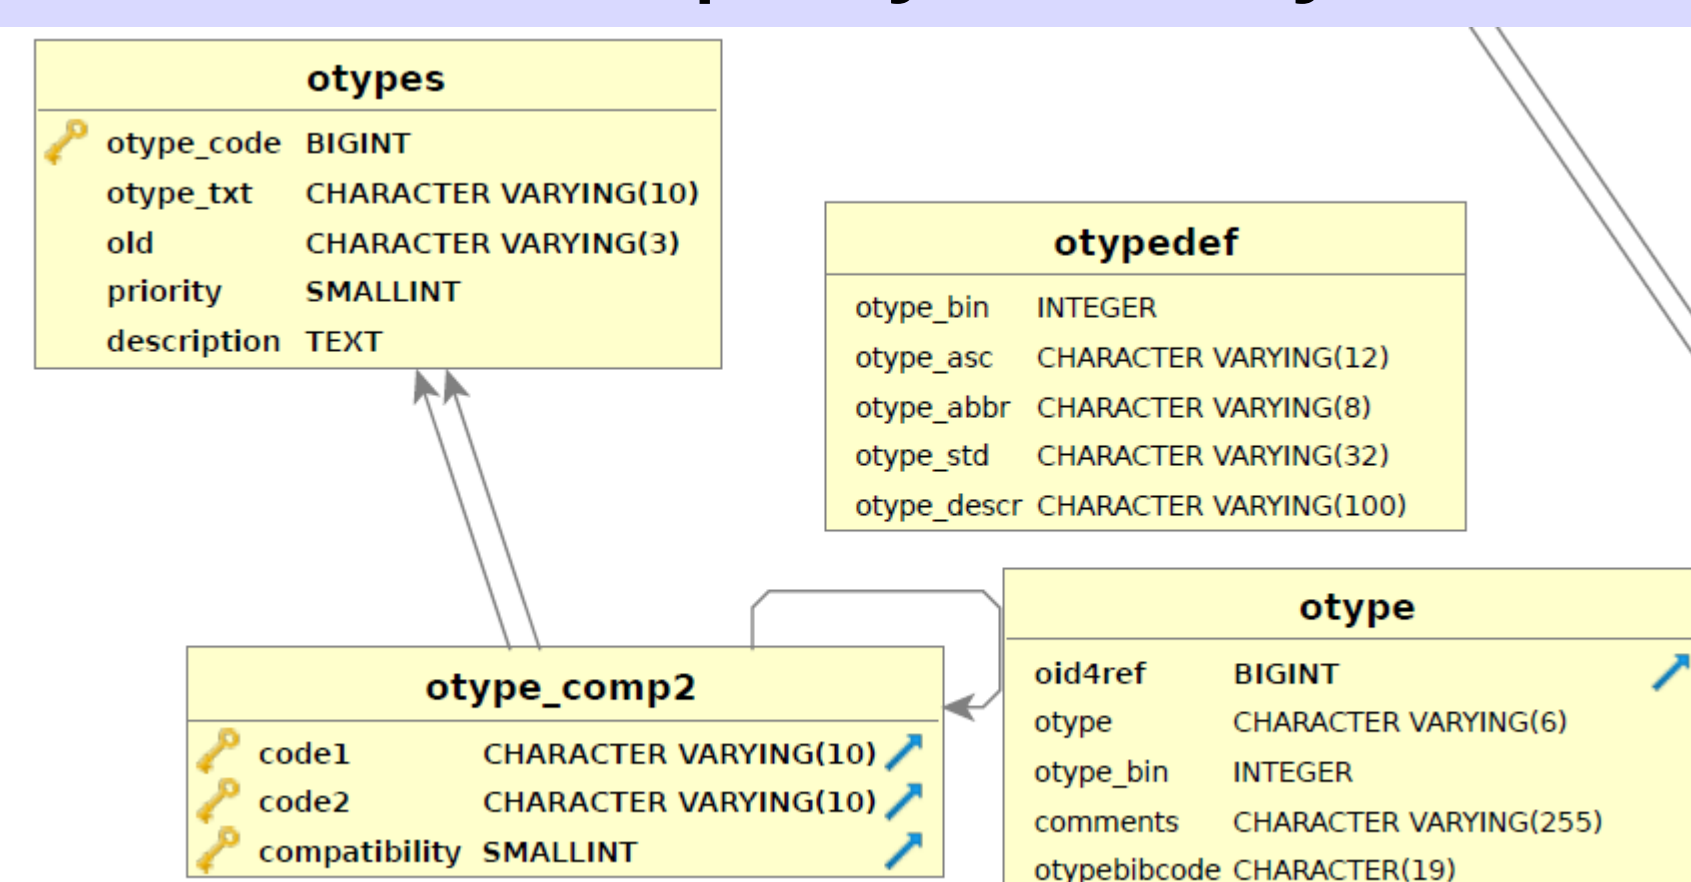 otypes
otype_code BIGINT
otype_txt CHARACTER VARYING(10)
old CHARACTER VARYING(3)
priority SMALLINT
description TEXT
otypedef
otype_bin INTEGER
otype_asc CHARACTER VARYING(12)
otype_abbr CHARACTER VARYING(8)
otype_std CHARACTER VARYING(32)
otype_descr CHARACTER VARYING(100)
otype_comp2
code1 CHARACTER VARYING(10)
code2 CHARACTER VARYING(10)
compatibility SMALLINT
otype
oid4ref BIGINT
otype CHARACTER VARYING(6)
otype_bin INTEGER
comments CHARACTER VARYING(255)
otypebibcode CHARACTER(19)